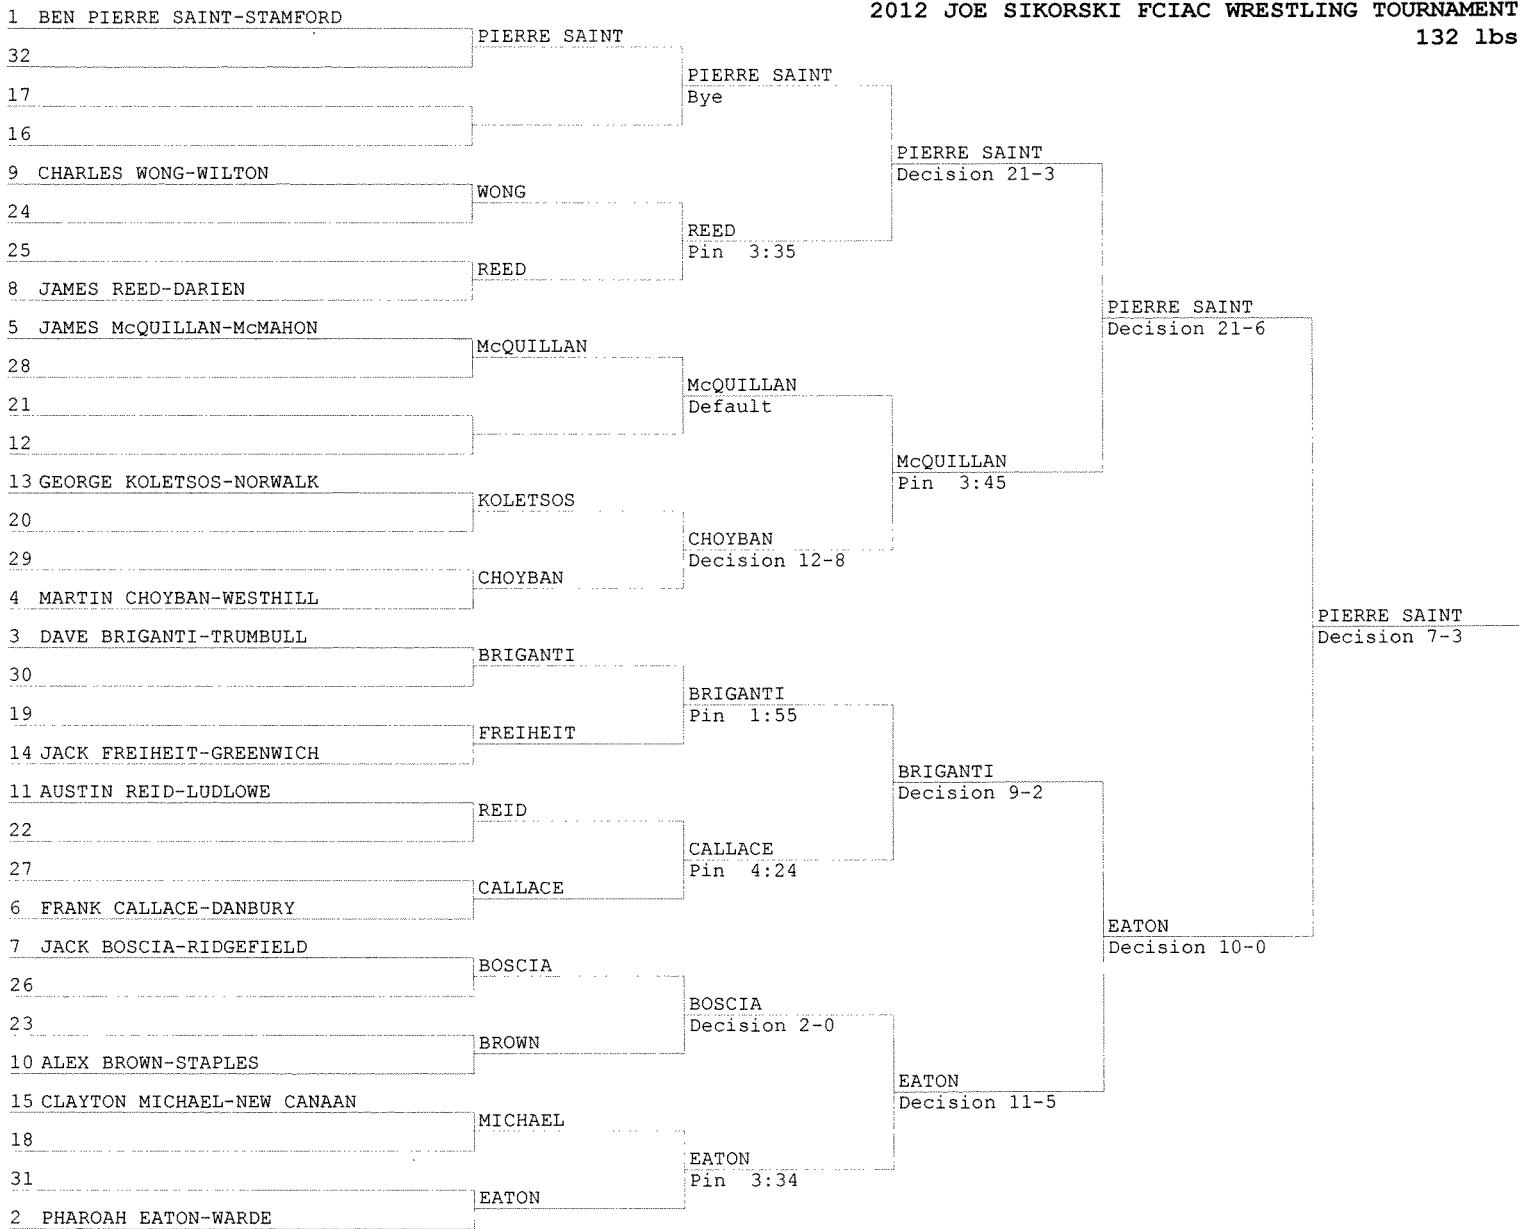 2012 JOE SIKORSKI FCIAC WRESTLING TOURNAMENT
132 lbs
1 BEN PIERRE SAINT-STAMFORD
PIERRE SAINT
32
PIERRE SAINT
Bye
17
16
PIERRE SAINT
Decision 21-3
9 CHARLES WONG-WILTON
WONG
24
REED
Pin 3:35
25
REED
8 JAMES REED-DARIEN
PIERRE SAINT
Decision 21-6
5 JAMES McQUILLAN-McMAHON
McQUILLAN
28
McQUILLAN
Default
21
12
McQUILLAN
Pin 3:45
13 GEORGE KOLETSOS-NORWALK
KOLETSOS
20
CHOYBAN
Decision 12-8
29
CHOYBAN
4 MARTIN CHOYBAN-WESTHILL
PIERRE SAINT
Decision 7-3
3 DAVE BRIGANTI-TRUMBULL
BRIGANTI
30
BRIGANTI
Pin 1:55
19
FREIHEIT
14 JACK FREIHEIT-GREENWICH
BRIGANTI
Decision 9-2
11 AUSTIN REID-LUDLOWE
REID
22
CALLACE
Pin 4:24
27
CALLACE
6 FRANK CALLACE-DANBURY
EATON
Decision 10-0
7 JACK BOSCIA-RIDGEFIELD
BOSCIA
26
BOSCIA
Decision 2-0
23
BROWN
10 ALEX BROWN-STAPLES
EATON
Decision 11-5
15 CLAYTON MICHAEL-NEW CANAAN
MICHAEL
18
EATON
Pin 3:34
31
EATON
2 PHAROAH EATON-WARDE